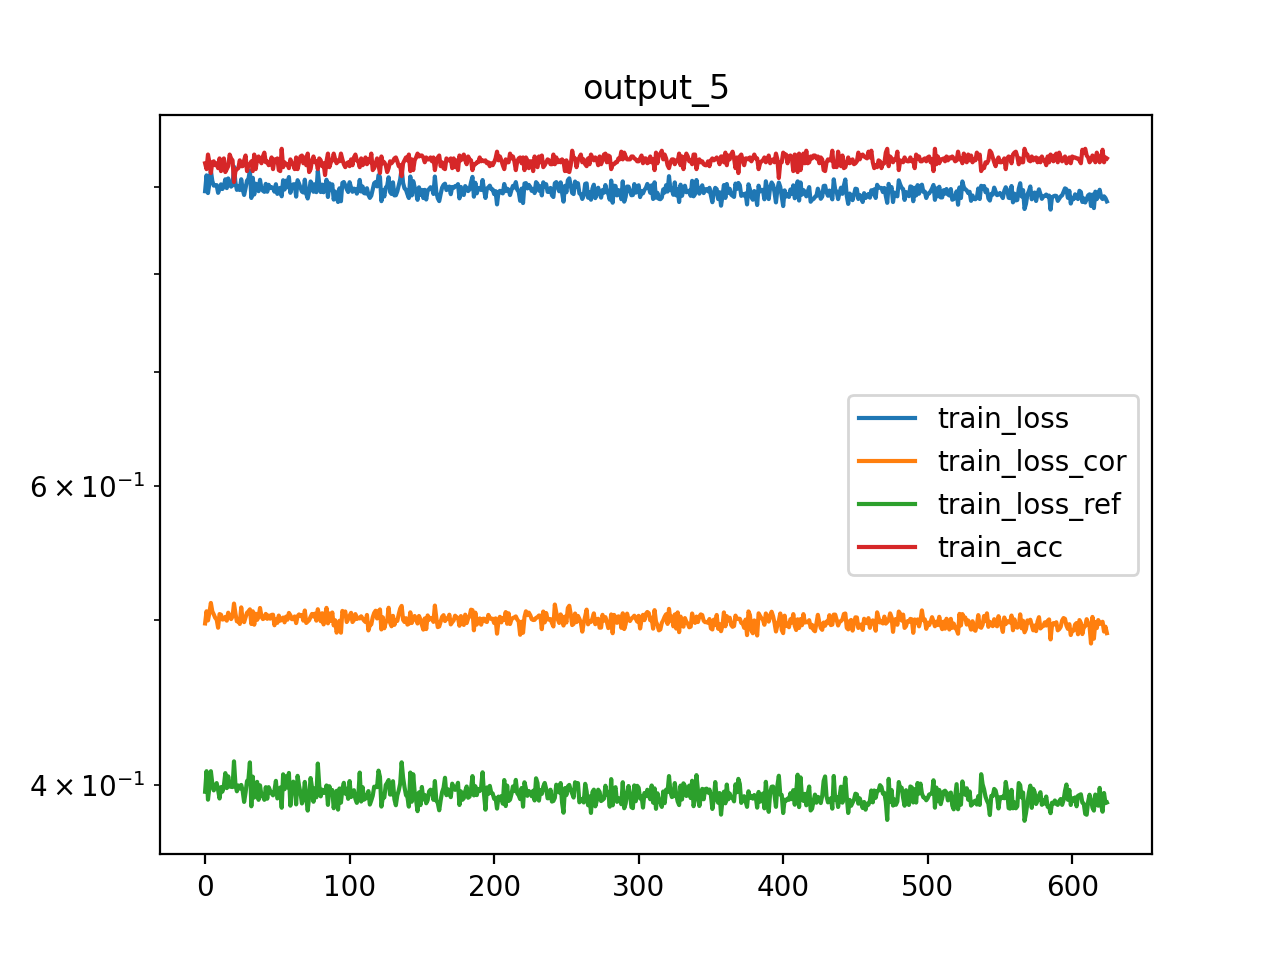 output_5
6 × 10⁻¹
4 × 10⁻¹
train_loss
train_loss_cor
train_loss_ref
train_acc
0 100 200 300 400 500 600